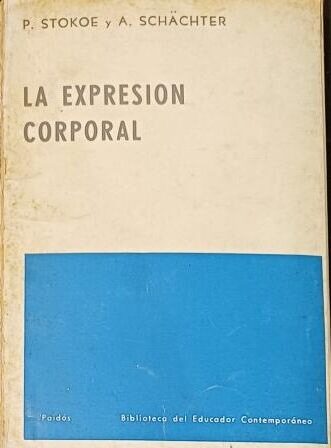 P. STOKOE y A. SCHÄCHTER
LA EXPRESION
CORPORAL
Paidós Biblioteca del Educador Contemporáneo